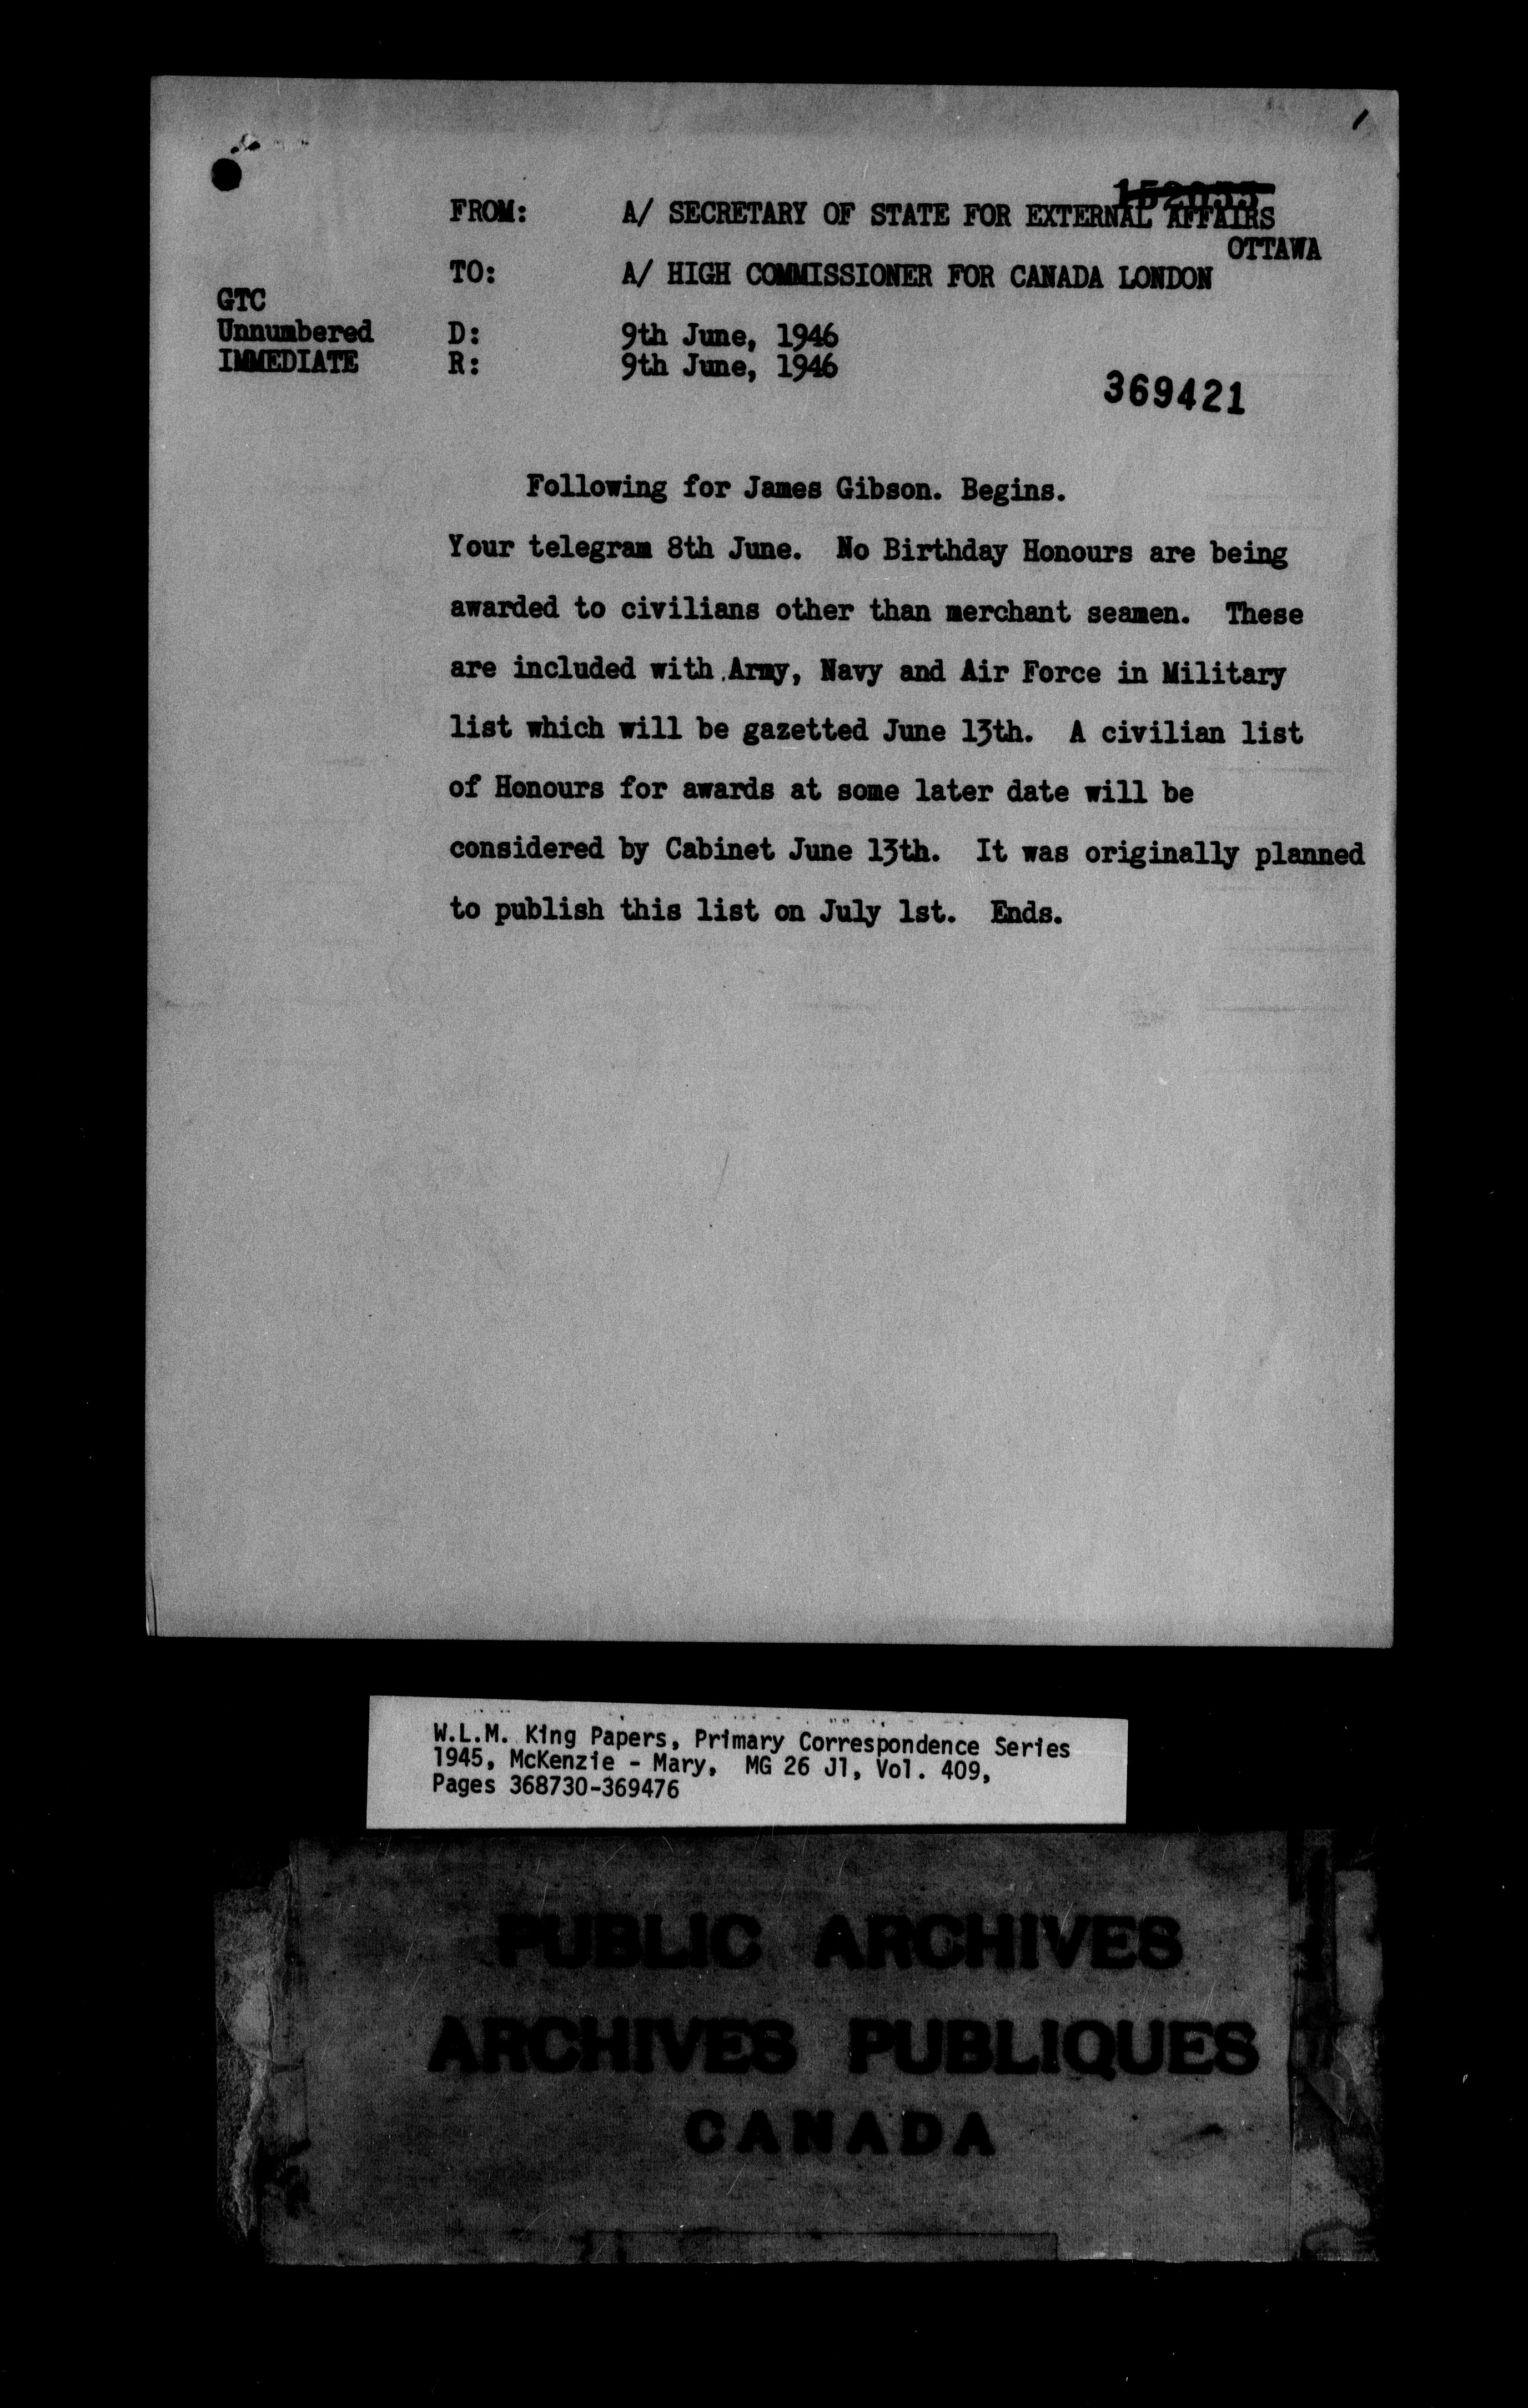 152055
FROM: A/ SECRETARY OF STATE FOR EXTERNAL AFFAIRS
OTTAWA
TO: A/ HIGH COMMISSIONER FOR CANADA LONDON
GTC
Unnumbered D: 9th June, 1946
IMMEDIATE R: 9th June, 1946
369421
Following for James Gibson. Begins.
Your telegram 8th June. No Birthday Honours are being
awarded to civilians other than merchant seamen. These
are included with Army, Navy and Air Force in Military
list which will be gazetted June 13th. A civilian list
of Honours for awards at some later date will be
considered by Cabinet June 13th. It was originally planned
to publish this list on July 1st. Ends.
W.L.M. King Papers, Primary Correspondence Series
1945, McKenzie - Mary, MG 26 J1, Vol. 409,
Pages 368730-369476
PUBLIC ARCHIVES
ARCHIVES PUBLIQUES
CANADA